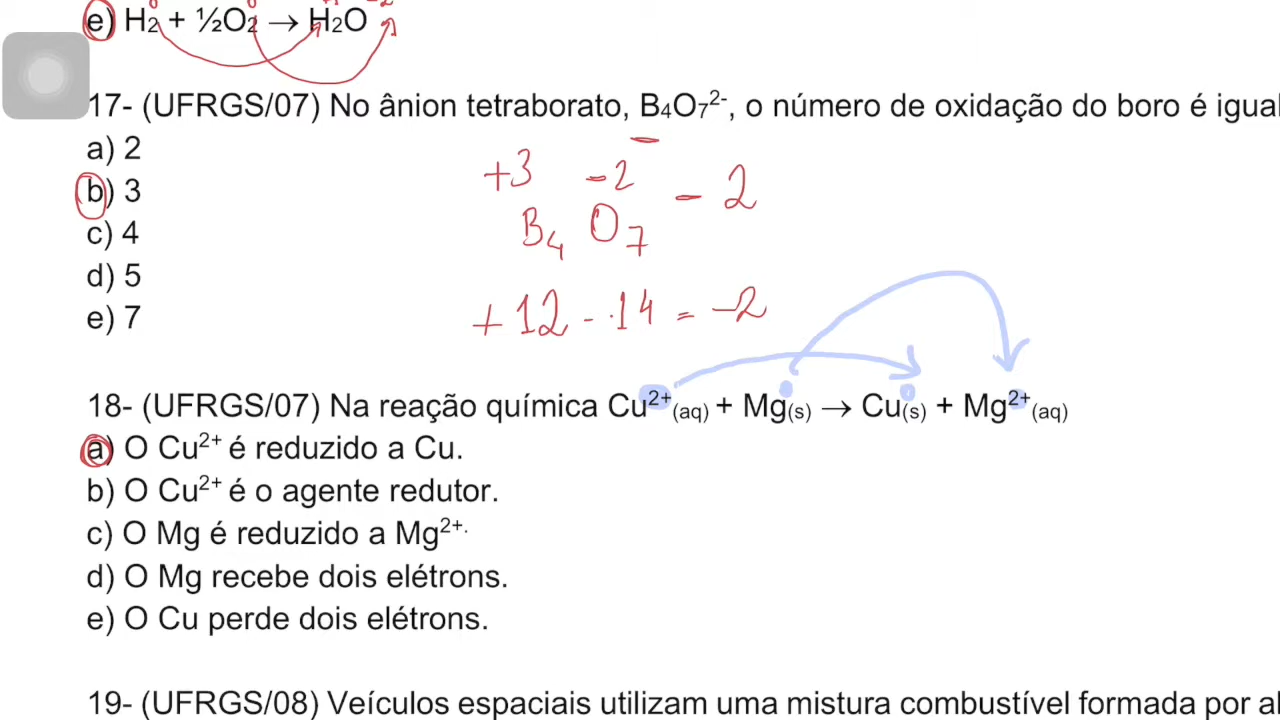 e) H2 + ½O2 → H2O
17- (UFRGS/07) No ânion tetraborato, B4O7²⁻, o número de oxidação do boro é igual
a) 2
+3 -2
b) 3
- 2
B4 O7
c) 4
d) 5
e) 7
+12 - 14 = -2
18- (UFRGS/07) Na reação química Cu²⁺(aq) + Mg(s) → Cu(s) + Mg²⁺(aq)
a) O Cu²⁺ é reduzido a Cu.
b) O Cu²⁺ é o agente redutor.
c) O Mg é reduzido a Mg²⁺.
d) O Mg recebe dois elétrons.
e) O Cu perde dois elétrons.
19- (UFRGS/08) Veículos espaciais utilizam uma mistura combustível formada por